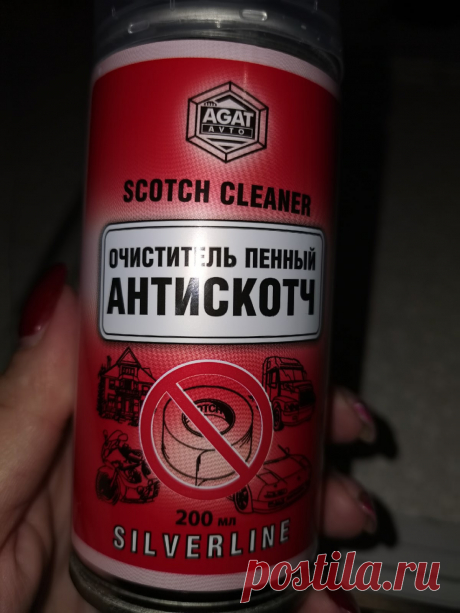 AGAT
AVTO
SCOTCH CLEANER
ОЧИСТИТЕЛЬ ПЕННЫЙ
АНТИСКОТЧ
200 мл
SILVERLINE
postila.ru